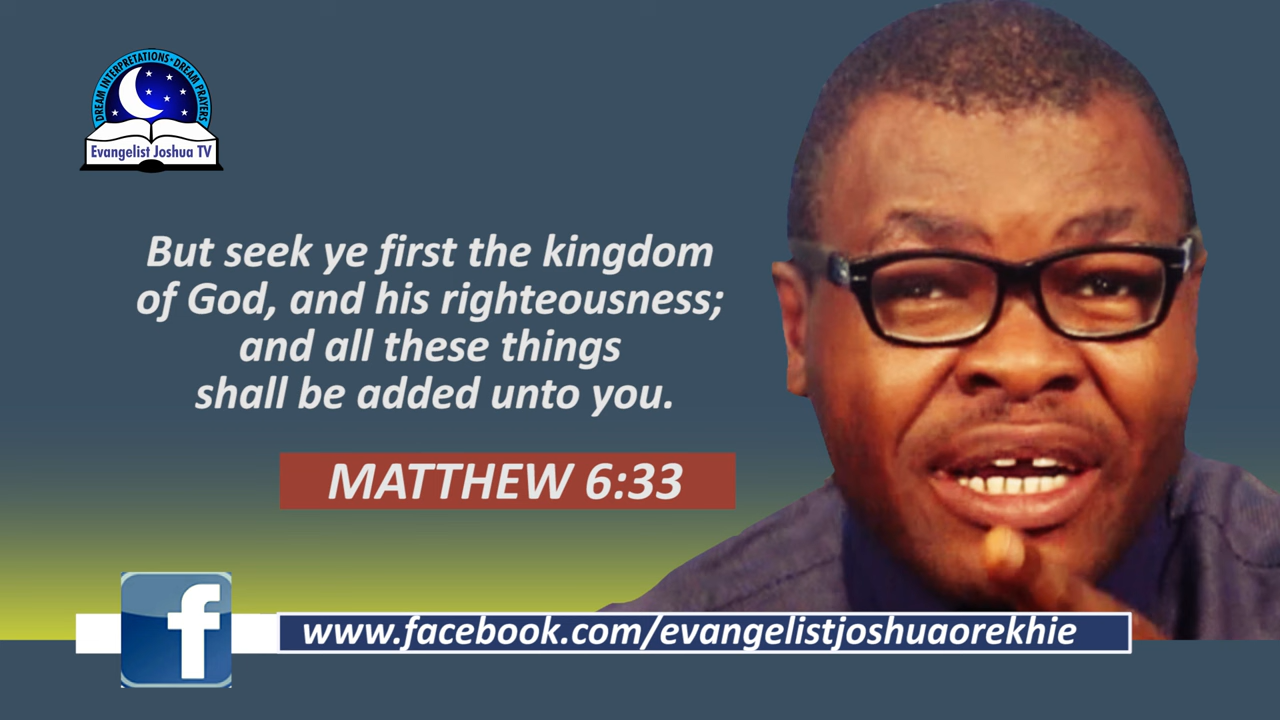 DREAM INTERPRETATIONS · DREAM PRAYERS
Evangelist Joshua TV
But seek ye first the kingdom
of God, and his righteousness;
and all these things
shall be added unto you.
MATTHEW 6:33
f
www.facebook.com/evangelistjoshuaorekhie